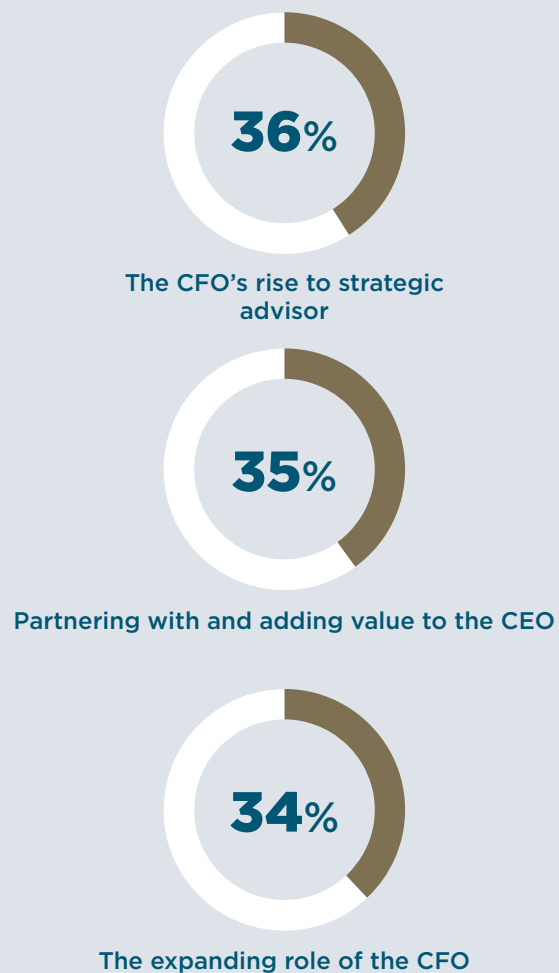 36%
The CFO’s rise to strategic
advisor
35%
Partnering with and adding value to the CEO
34%
The expanding role of the CFO